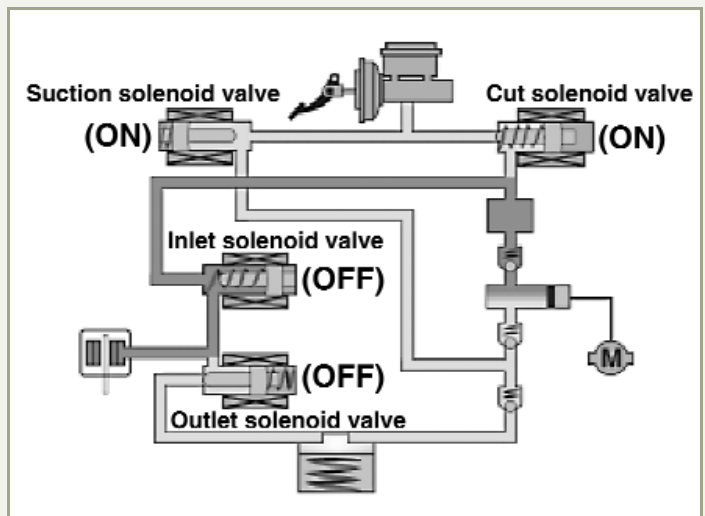 Suction solenoid valve
Cut solenoid valve
(ON)
(ON)
Inlet solenoid valve
(OFF)
(OFF)
M
Outlet solenoid valve